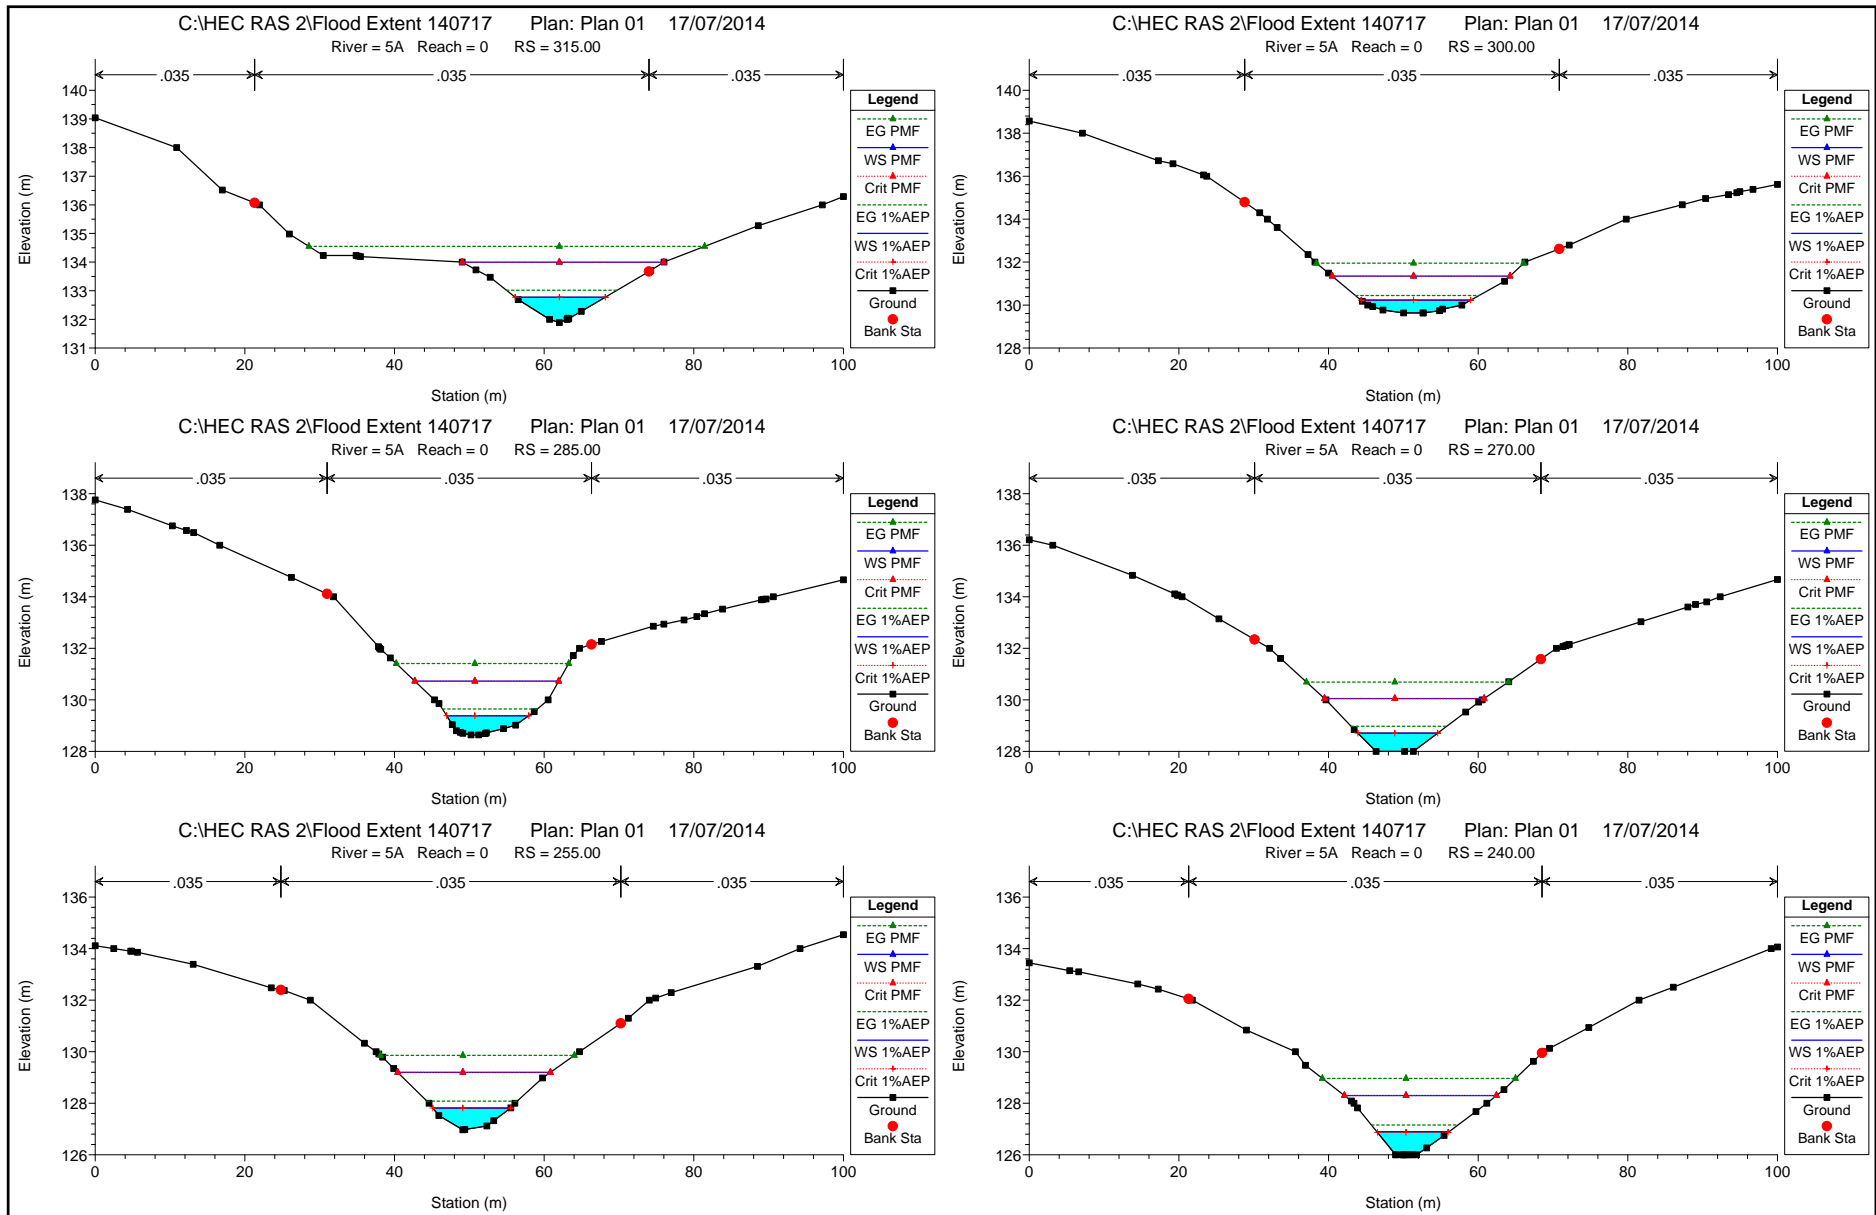 C:\HEC RAS 2\Flood Extent 140717 Plan: Plan 01 17/07/2014
River = 5A Reach = 0 RS = 315.00
.035 .035 .035
140
139
138
137
136
135
134
133
132
131
Elevation (m)
0 20 40 60 80 100
Station (m)
Legend
EG PMF
WS PMF
Crit PMF
EG 1%AEP
WS 1%AEP
Crit 1%AEP
Ground
Bank Sta
C:\HEC RAS 2\Flood Extent 140717 Plan: Plan 01 17/07/2014
River = 5A Reach = 0 RS = 300.00
.035 .035 .035
140
138
136
134
132
130
128
Elevation (m)
0 20 40 60 80 100
Station (m)
Legend
EG PMF
WS PMF
Crit PMF
EG 1%AEP
WS 1%AEP
Crit 1%AEP
Ground
Bank Sta
C:\HEC RAS 2\Flood Extent 140717 Plan: Plan 01 17/07/2014
River = 5A Reach = 0 RS = 285.00
.035 .035 .035
138
136
134
132
130
128
Elevation (m)
0 20 40 60 80 100
Station (m)
Legend
EG PMF
WS PMF
Crit PMF
EG 1%AEP
WS 1%AEP
Crit 1%AEP
Ground
Bank Sta
C:\HEC RAS 2\Flood Extent 140717 Plan: Plan 01 17/07/2014
River = 5A Reach = 0 RS = 270.00
.035 .035 .035
138
136
134
132
130
128
Elevation (m)
0 20 40 60 80 100
Station (m)
Legend
EG PMF
WS PMF
Crit PMF
EG 1%AEP
WS 1%AEP
Crit 1%AEP
Ground
Bank Sta
C:\HEC RAS 2\Flood Extent 140717 Plan: Plan 01 17/07/2014
River = 5A Reach = 0 RS = 255.00
.035 .035 .035
136
134
132
130
128
126
Elevation (m)
0 20 40 60 80 100
Station (m)
Legend
EG PMF
WS PMF
Crit PMF
EG 1%AEP
WS 1%AEP
Crit 1%AEP
Ground
Bank Sta
C:\HEC RAS 2\Flood Extent 140717 Plan: Plan 01 17/07/2014
River = 5A Reach = 0 RS = 240.00
.035 .035 .035
136
134
132
130
128
126
Elevation (m)
0 20 40 60 80 100
Station (m)
Legend
EG PMF
WS PMF
Crit PMF
EG 1%AEP
WS 1%AEP
Crit 1%AEP
Ground
Bank Sta